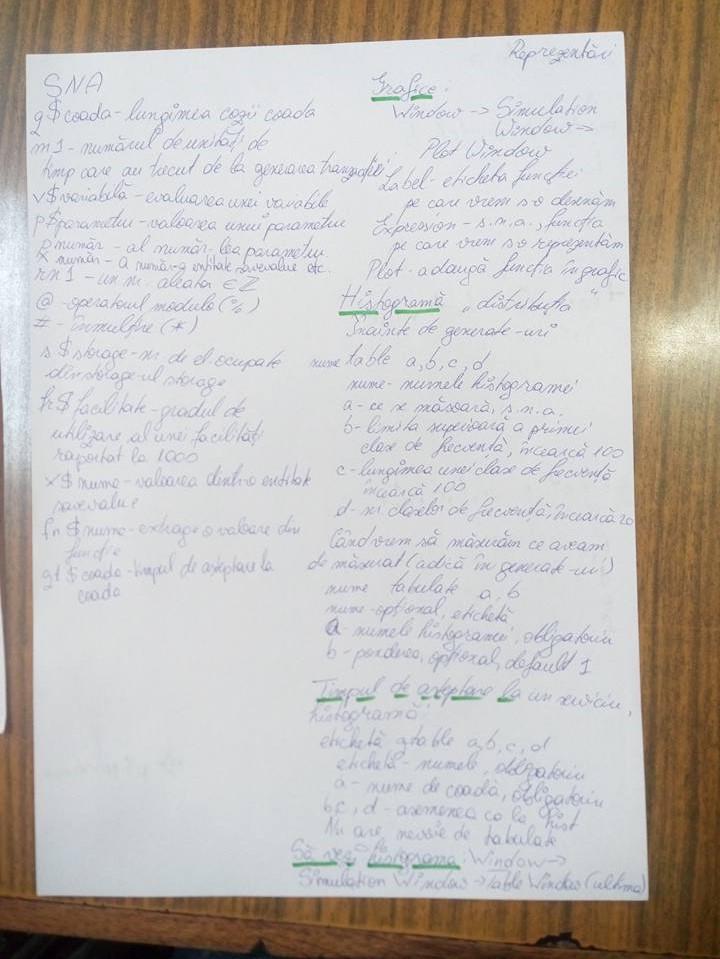 SNA
q$coada - lungimea cozii coada
m1 - numărul de unități de
timp care au trecut de la generarea tranzacției
v$variabilă - evaluarea unei variabile
p$parametru - valoarea unui parametru
P număr - al număr-lea parametru
X număr - a număr-a entitate savevalue etc.
rn1 - un nr. aleator ∈ Z
@ - operatorul modulo (%)
# - înmulțire (*)
s$storage - nr de el ocupate
din storage-ul storage
fr$facilitate - gradul de
utilizare al unei facilități
raportat la 1000
x$nume - valoarea dintr-o entitate
savevalue
fn$nume - extrage o valoare din
funcție
qt$coada - timpul de așteptare la
coada
Reprezentări
Grafice:
Window -> Simulation
Window ->
Plot Window
Label - eticheta funcției
pe care vrem s-o desenăm
Expression - s.n.a., funcția
pe care vrem s-o reprezentăm
Plot - adaugă funcția în grafic
Histogramă "distribuția"
Înainte de generate-uri
nume table a, b, c, d
nume - numele histogramei
a - ce se măsoară, s.n.a.
b - limita superioară a primei
clase de frecvență, încearcă 100
c - lungimea unei clase de frecvență
încearcă 100
d - nr claselor de frecvență, încearcă 20
Când vrem să măsurăm ce aveam
de măsurat (adică în generate-uri)
nume tabulate a, b
nume - opțional, etichetă
a - numele histogramei, obligatoriu
b - ponderea, opțional, default 1
Timpul de așteptare la un serviciu,
histogramă:
etichetă qtable a, b, c, d
etichetă - numele, obligatoriu
a - nume de coadă, obligatoriu
b, c, d - asemenea ca la hist
Nu are nevoie de tabulate
Să vezi histograma: Window ->
Simulation Window -> Table Window (ultima)